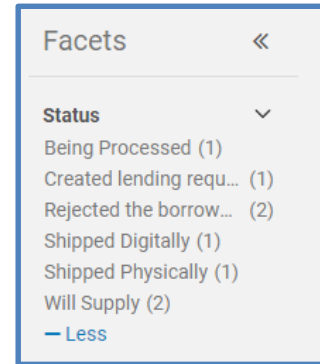 Facets «
Status
Being Processed (1)
Created lending requ... (1)
Rejected the borrow... (2)
Shipped Digitally (1)
Shipped Physically (1)
Will Supply (2)
− Less